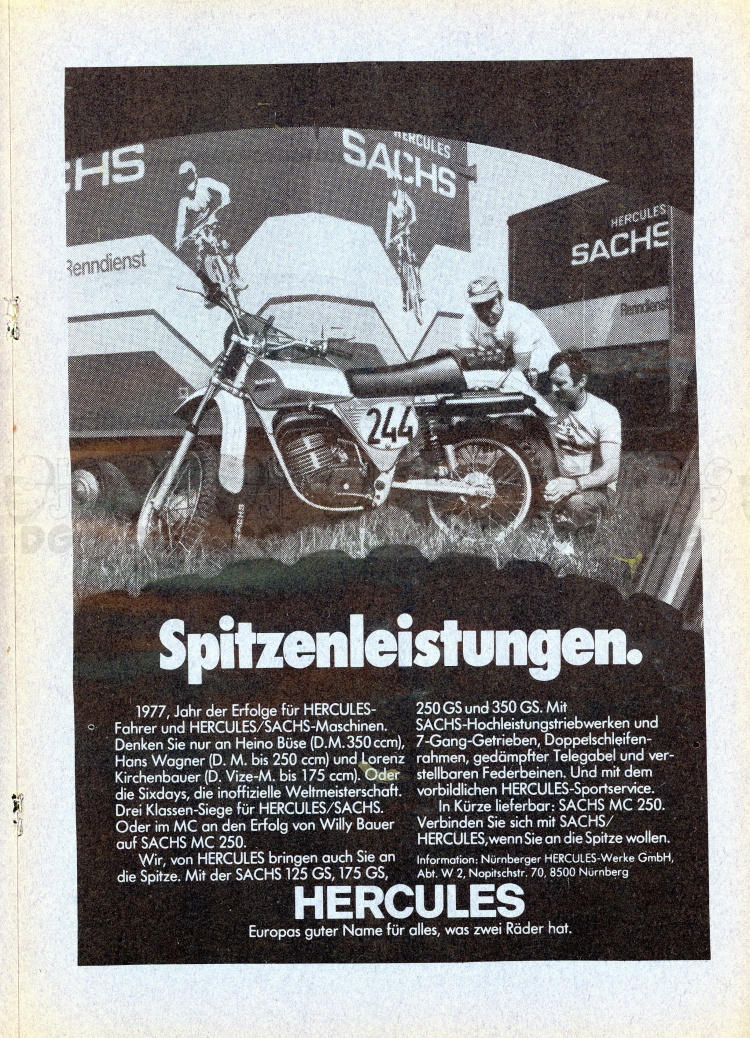 HERCULES
SACHS
CHS
Renndienst
HERCULES
SACHS
Renndienst
244
SACHS
Spitzenleistungen.
1977, Jahr der Erfolge für HERCULES-
Fahrer und HERCULES/SACHS-Maschinen.
Denken Sie nur an Heino Büse (D.M. 350 ccm),
Hans Wagner (D. M. bis 250 ccm) und Lorenz
Kirchenbauer (D. Vize-M. bis 175 ccm). Oder
die Sixdays, die inoffizielle Weltmeisterschaft.
Drei Klassen-Siege für HERCULES/SACHS.
Oder im MC an den Erfolg von Willy Bauer
auf SACHS MC 250.
Wir, von HERCULES bringen auch Sie an
die Spitze. Mit der SACHS 125 GS, 175 GS,
250 GS und 350 GS. Mit
SACHS-Hochleistungstriebwerken und
7-Gang-Getrieben, Doppelschleifen-
rahmen, gedämpfter Telegabel und ver-
stellbaren Federbeinen. Und mit dem
vorbildlichen HERCULES-Sportservice.
In Kürze lieferbar: SACHS MC 250.
Verbinden Sie sich mit SACHS/
HERCULES, wenn Sie an die Spitze wollen.
Information: Nürnberger HERCULES-Werke GmbH,
Abt. W 2, Nopitschstr. 70, 8500 Nürnberg
HERCULES
Europas guter Name für alles, was zwei Räder hat.